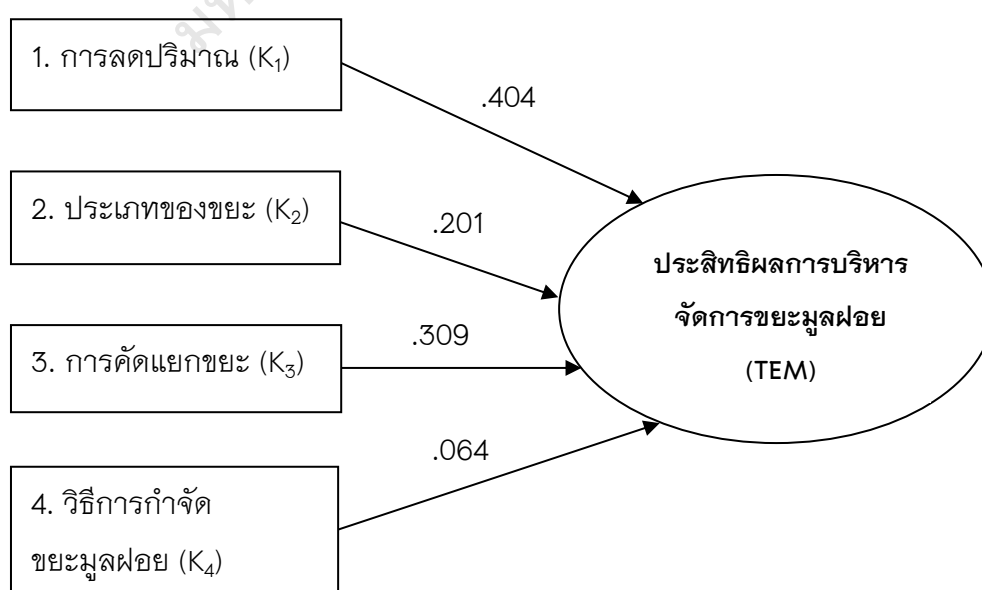 1. การลดปริมาณ (K₁)
.404
2. ประเภทของขยะ (K₂)
.201
ประสิทธิผลการบริหาร
จัดการขยะมูลฝอย
(TEM)
3. การคัดแยกขยะ (K₃)
.309
.064
4. วิธีการกำจัด
ขยะมูลฝอย (K₄)